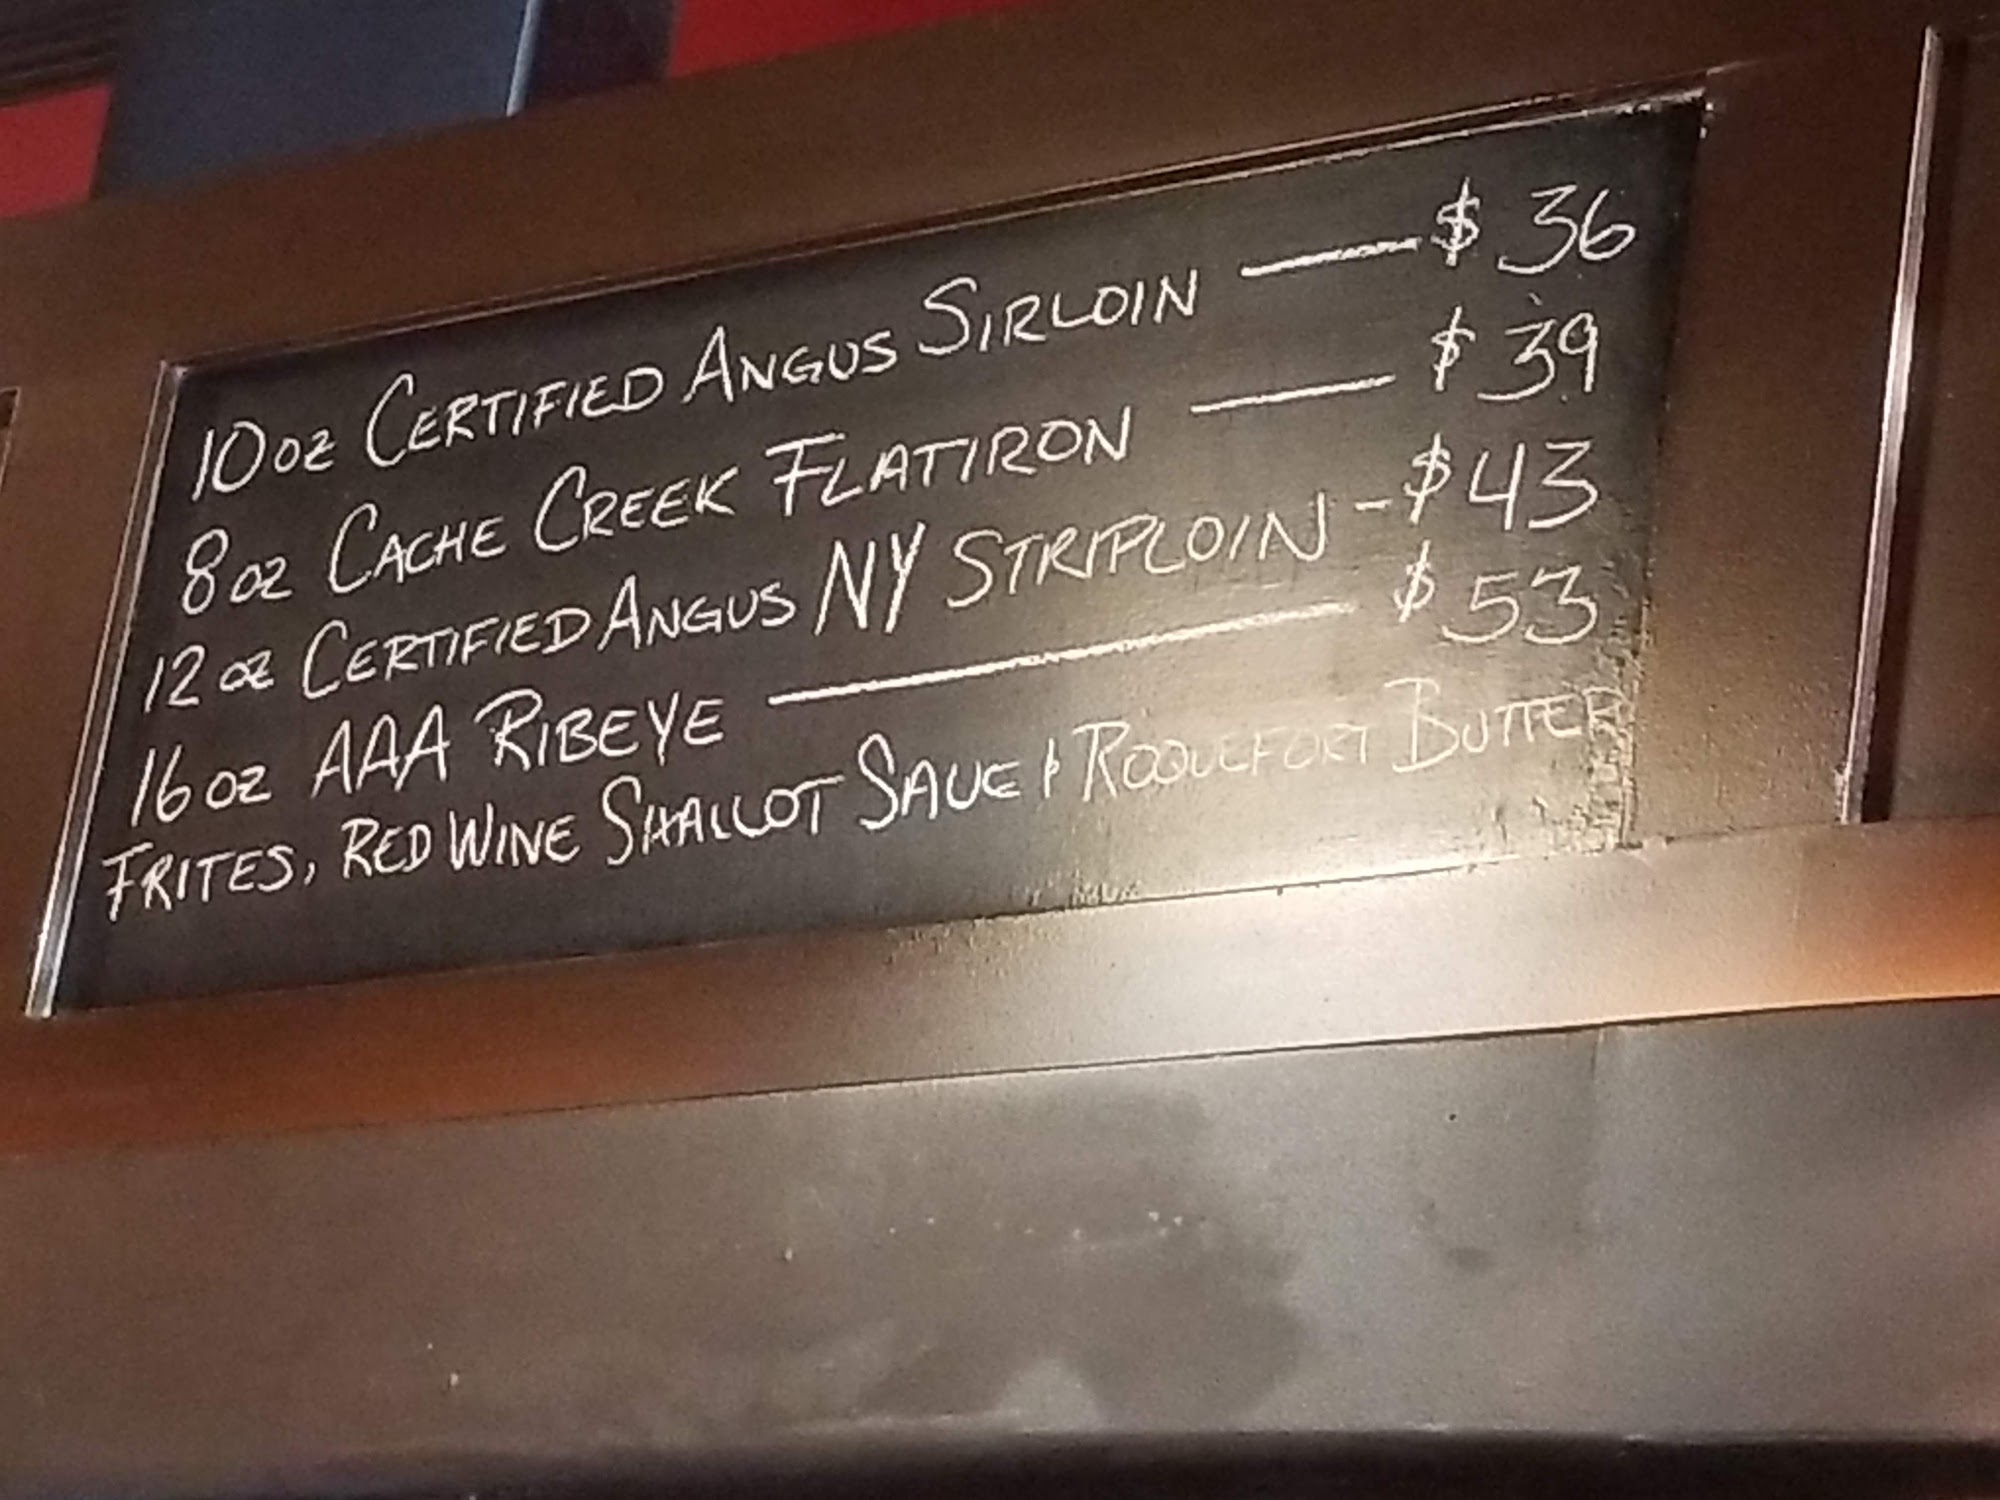 10 oz CERTIFIED ANGUS SIRLOIN — $ 36
8 oz CACHE CREEK FLATIRON — $ 39
12 oz CERTIFIED ANGUS NY STRIPLOIN - $ 43
16 oz AAA RIBEYE — $ 53
FRITES, RED WINE SHALLOT SAUCE & ROQUEFORT BUTTER